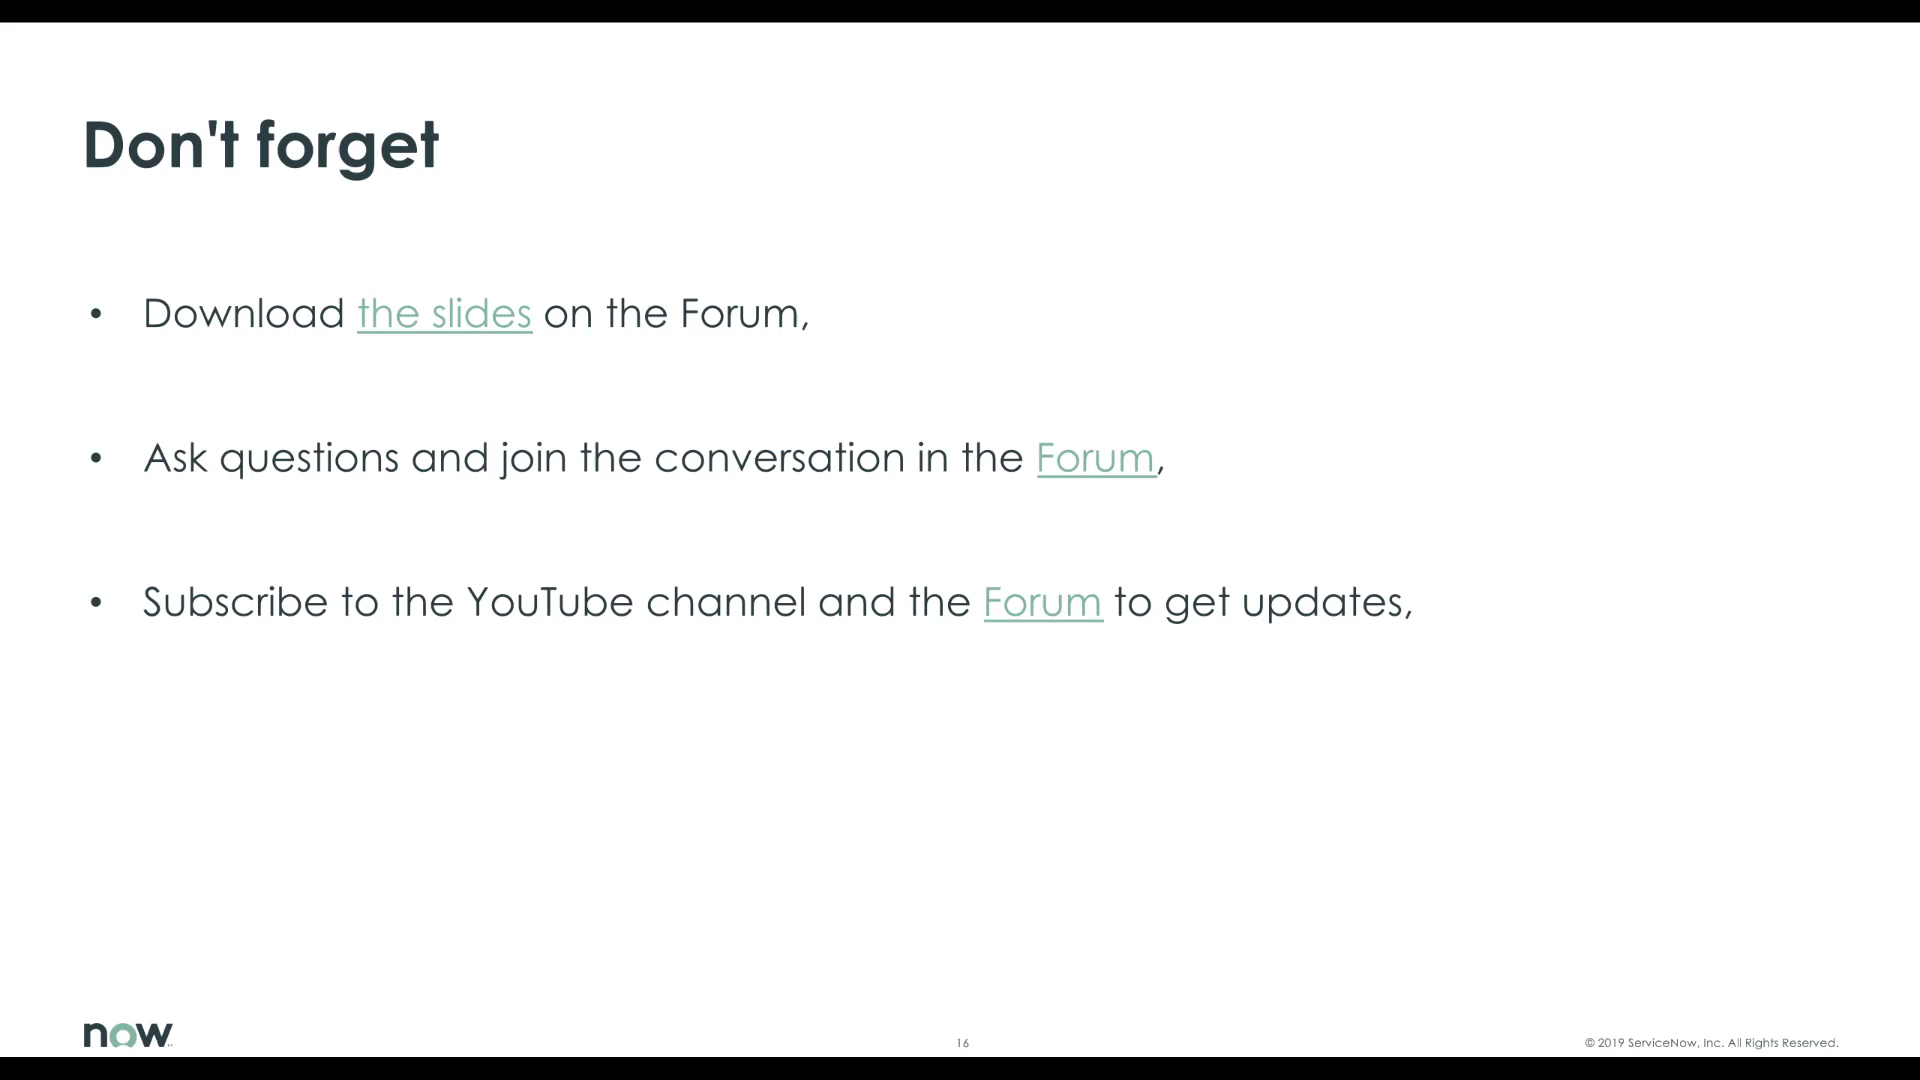 Don't forget
• Download the slides on the Forum,
• Ask questions and join the conversation in the Forum,
• Subscribe to the YouTube channel and the Forum to get updates,
now
16
© 2019 ServiceNow, Inc. All Rights Reserved.